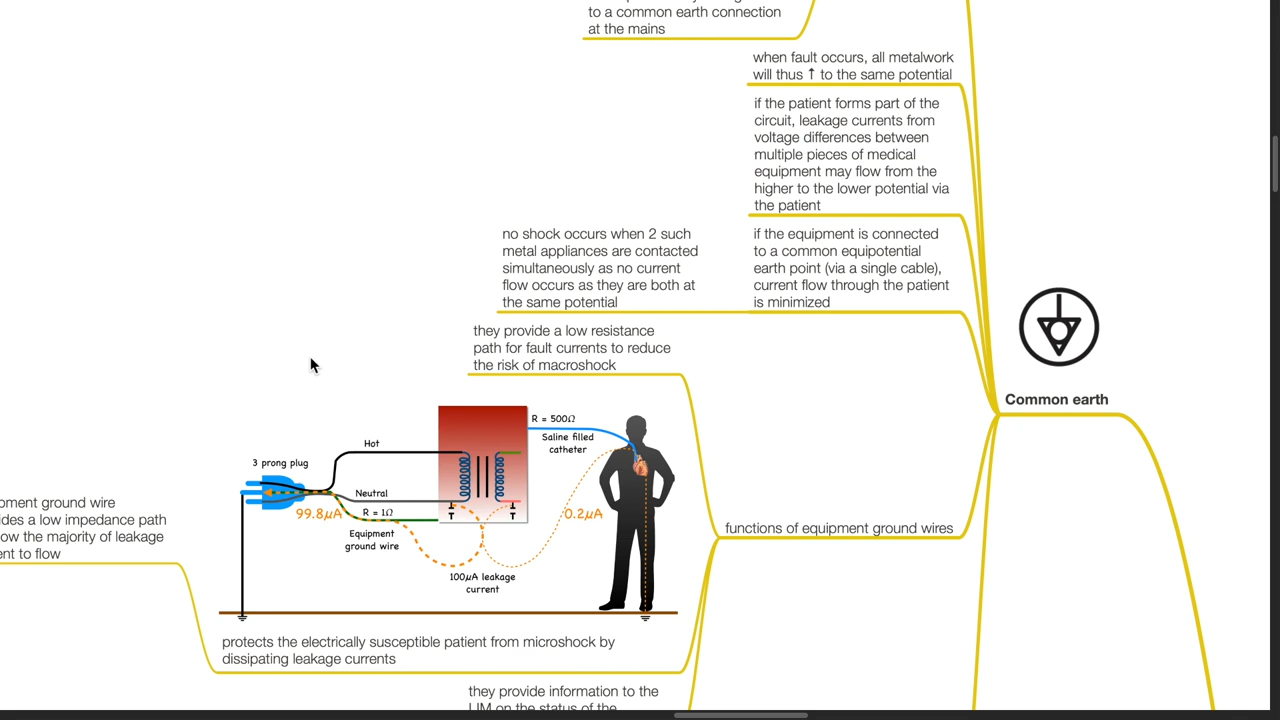 to a common earth connection
at the mains
when fault occurs, all metalwork
will thus ↑ to the same potential
if the patient forms part of the
circuit, leakage currents from
voltage differences between
multiple pieces of medical
equipment may flow from the
higher to the lower potential via
the patient
no shock occurs when 2 such
metal appliances are contacted
simultaneously as no current
flow occurs as they are both at
the same potential
if the equipment is connected
to a common equipotential
earth point (via a single cable),
current flow through the patient
is minimized
Common earth
they provide a low resistance
path for fault currents to reduce
the risk of macroshock
R = 500Ω
Saline filled
catheter
Hot
3 prong plug
Neutral
99.8µA
R = 1Ω
0.2µA
Equipment
ground wire
100µA leakage
current
functions of equipment ground wires
ground wire
a low impedance path
the majority of leakage
to flow
protects the electrically susceptible patient from microshock by
dissipating leakage currents
they provide information to the
LIM on the status of the